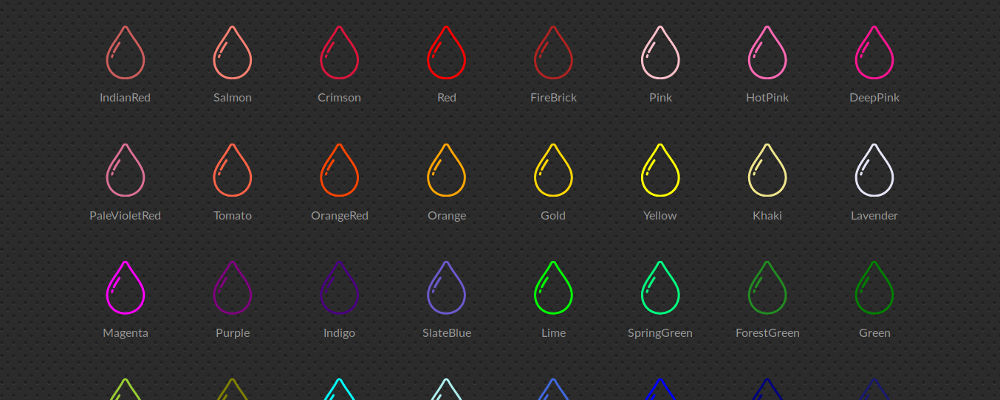 IndianRed Salmon Crimson Red FireBrick Pink HotPink DeepPink
PaleVioletRed Tomato OrangeRed Orange Gold Yellow Khaki Lavender
Magenta Purple Indigo SlateBlue Lime SpringGreen ForestGreen Green